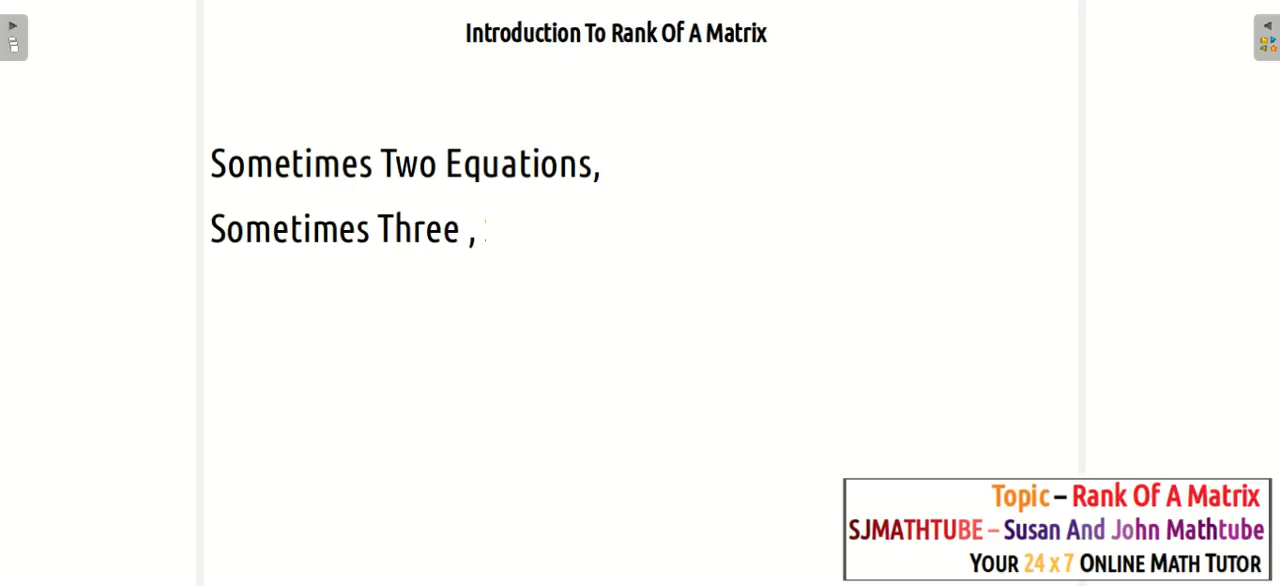 Introduction To Rank Of A Matrix
Sometimes Two Equations,
Sometimes Three ,
Topic – Rank Of A Matrix
SJMATHTUBE – Susan And John Mathtube
YOUR 24 x 7 ONLINE MATH TUTOR